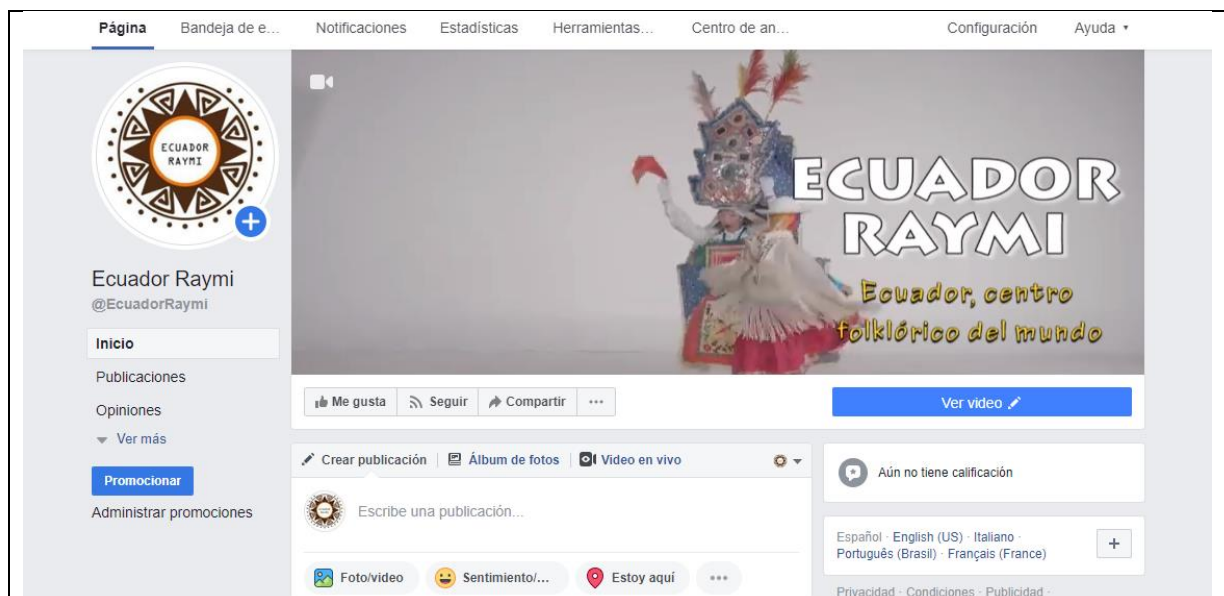 Página Bandeja de e... Notificaciones Estadísticas Herramientas... Centro de an... Configuración Ayuda
ECUADOR
RAYMI
Ecuador Raymi
@EcuadorRaymi
Inicio
Publicaciones
Opiniones
Ver más
Promocionar
Administrar promociones
ECUADOR
RAYMI
Ecuador, centro
folklórico del mundo
Me gusta Seguir Compartir ...
Ver video
Crear publicación Álbum de fotos Video en vivo
Escribe una publicación...
Foto/video Sentimiento/... Estoy aquí ...
Aún no tiene calificación
Español · English (US) · Italiano ·
Português (Brasil) · Français (France)
+
Privacidad · Condiciones · Publicidad ·